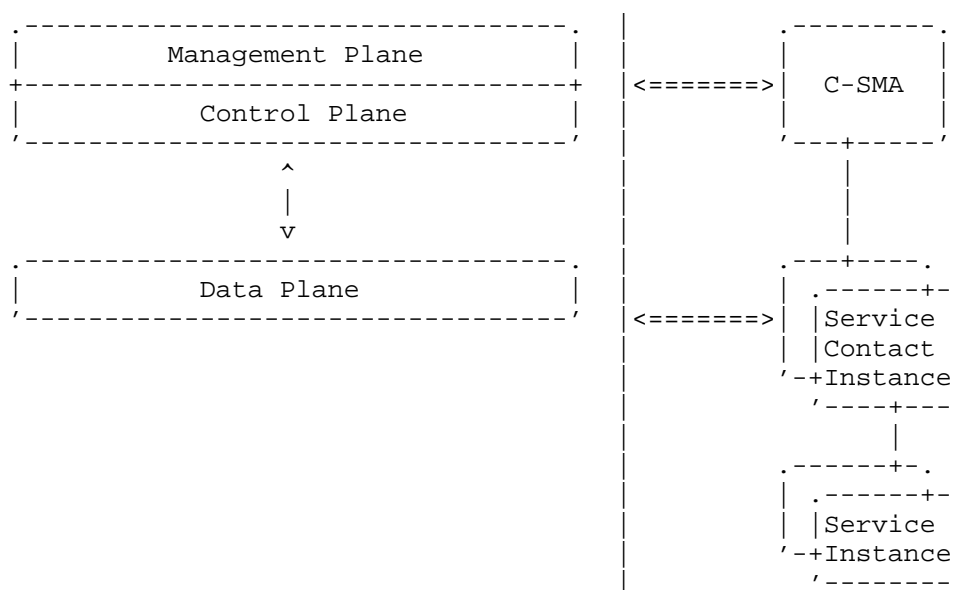 Management Plane
<=======> C-SMA
Control Plane
^
v
Data Plane
<=======> Service
Contact
Instance
Service
Instance